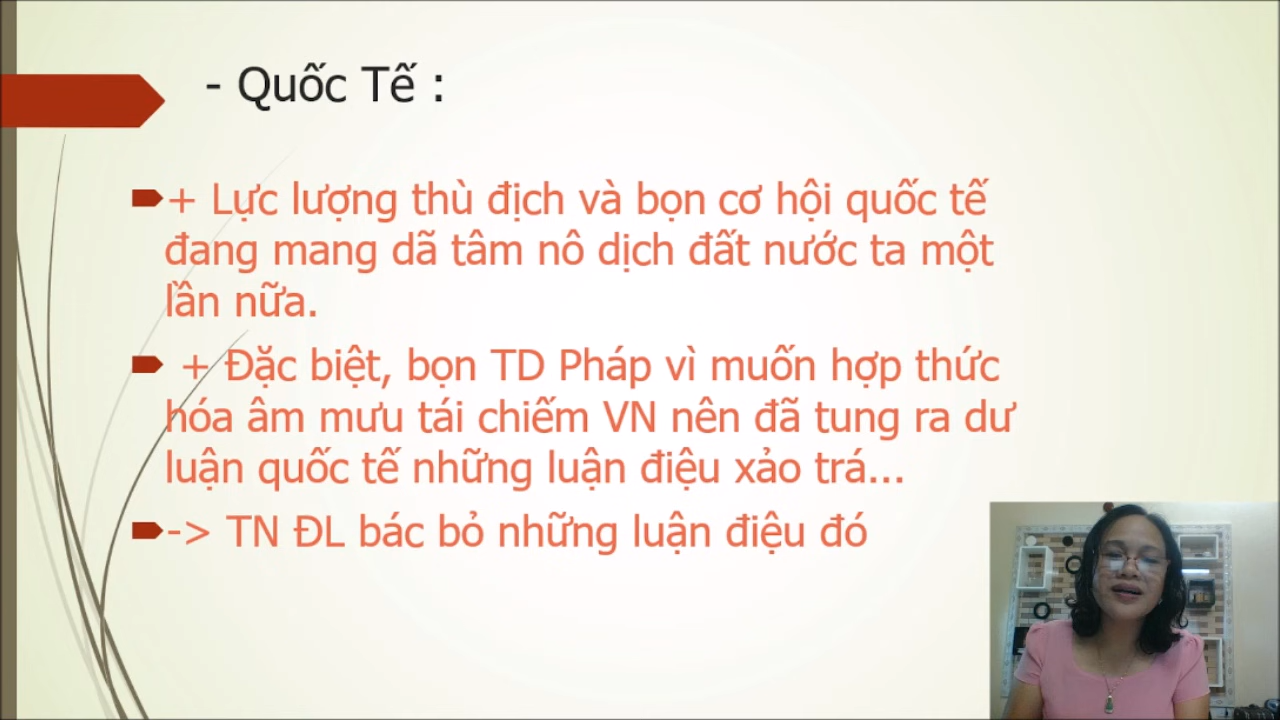 - Quốc Tế :
+ Lực lượng thù địch và bọn cơ hội quốc tế
đang mang dã tâm nô dịch đất nước ta một
lần nữa.
+ Đặc biệt, bọn TD Pháp vì muốn hợp thức
hóa âm mưu tái chiếm VN nên đã tung ra dư
luận quốc tế những luận điệu xảo trá...
-> TN ĐL bác bỏ những luận điệu đó